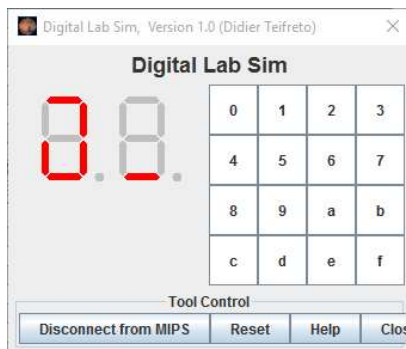 Digital Lab Sim, Version 1.0 (Didier Teifreto)
Digital Lab Sim
0 1 2 3
4 5 6 7
8 9 a b
c d e f
Tool Control
Disconnect from MIPS Reset Help Clos